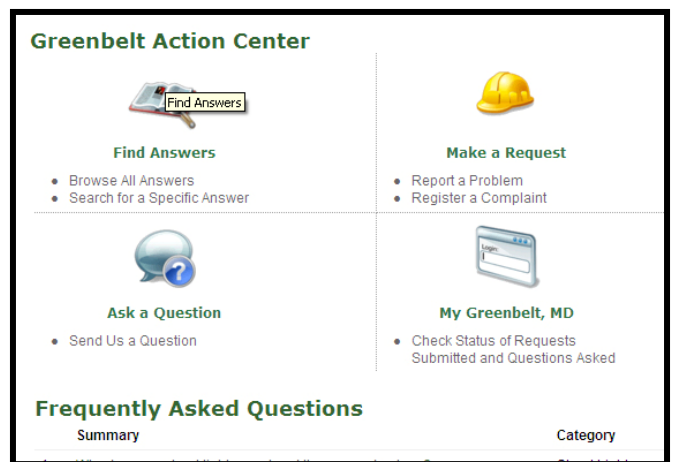 Greenbelt Action Center
Find Answers
Find Answers
• Browse All Answers
• Search for a Specific Answer
Make a Request
• Report a Problem
• Register a Complaint
Ask a Question
• Send Us a Question
Login:
My Greenbelt, MD
• Check Status of Requests
Submitted and Questions Asked
Frequently Asked Questions
Summary Category